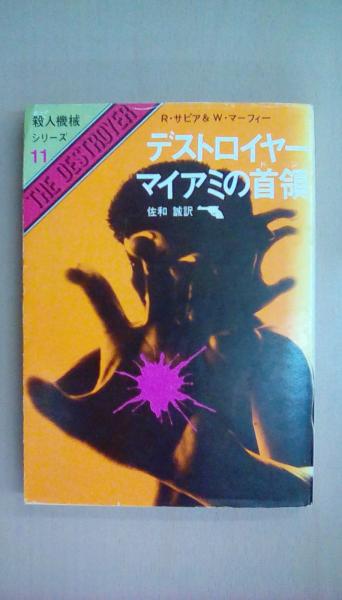 殺人機械
シリーズ
11
THE DESTROYER
R・サピア&W・マーフィー
デストロイヤー
マイアミの首領
佐和 誠訳